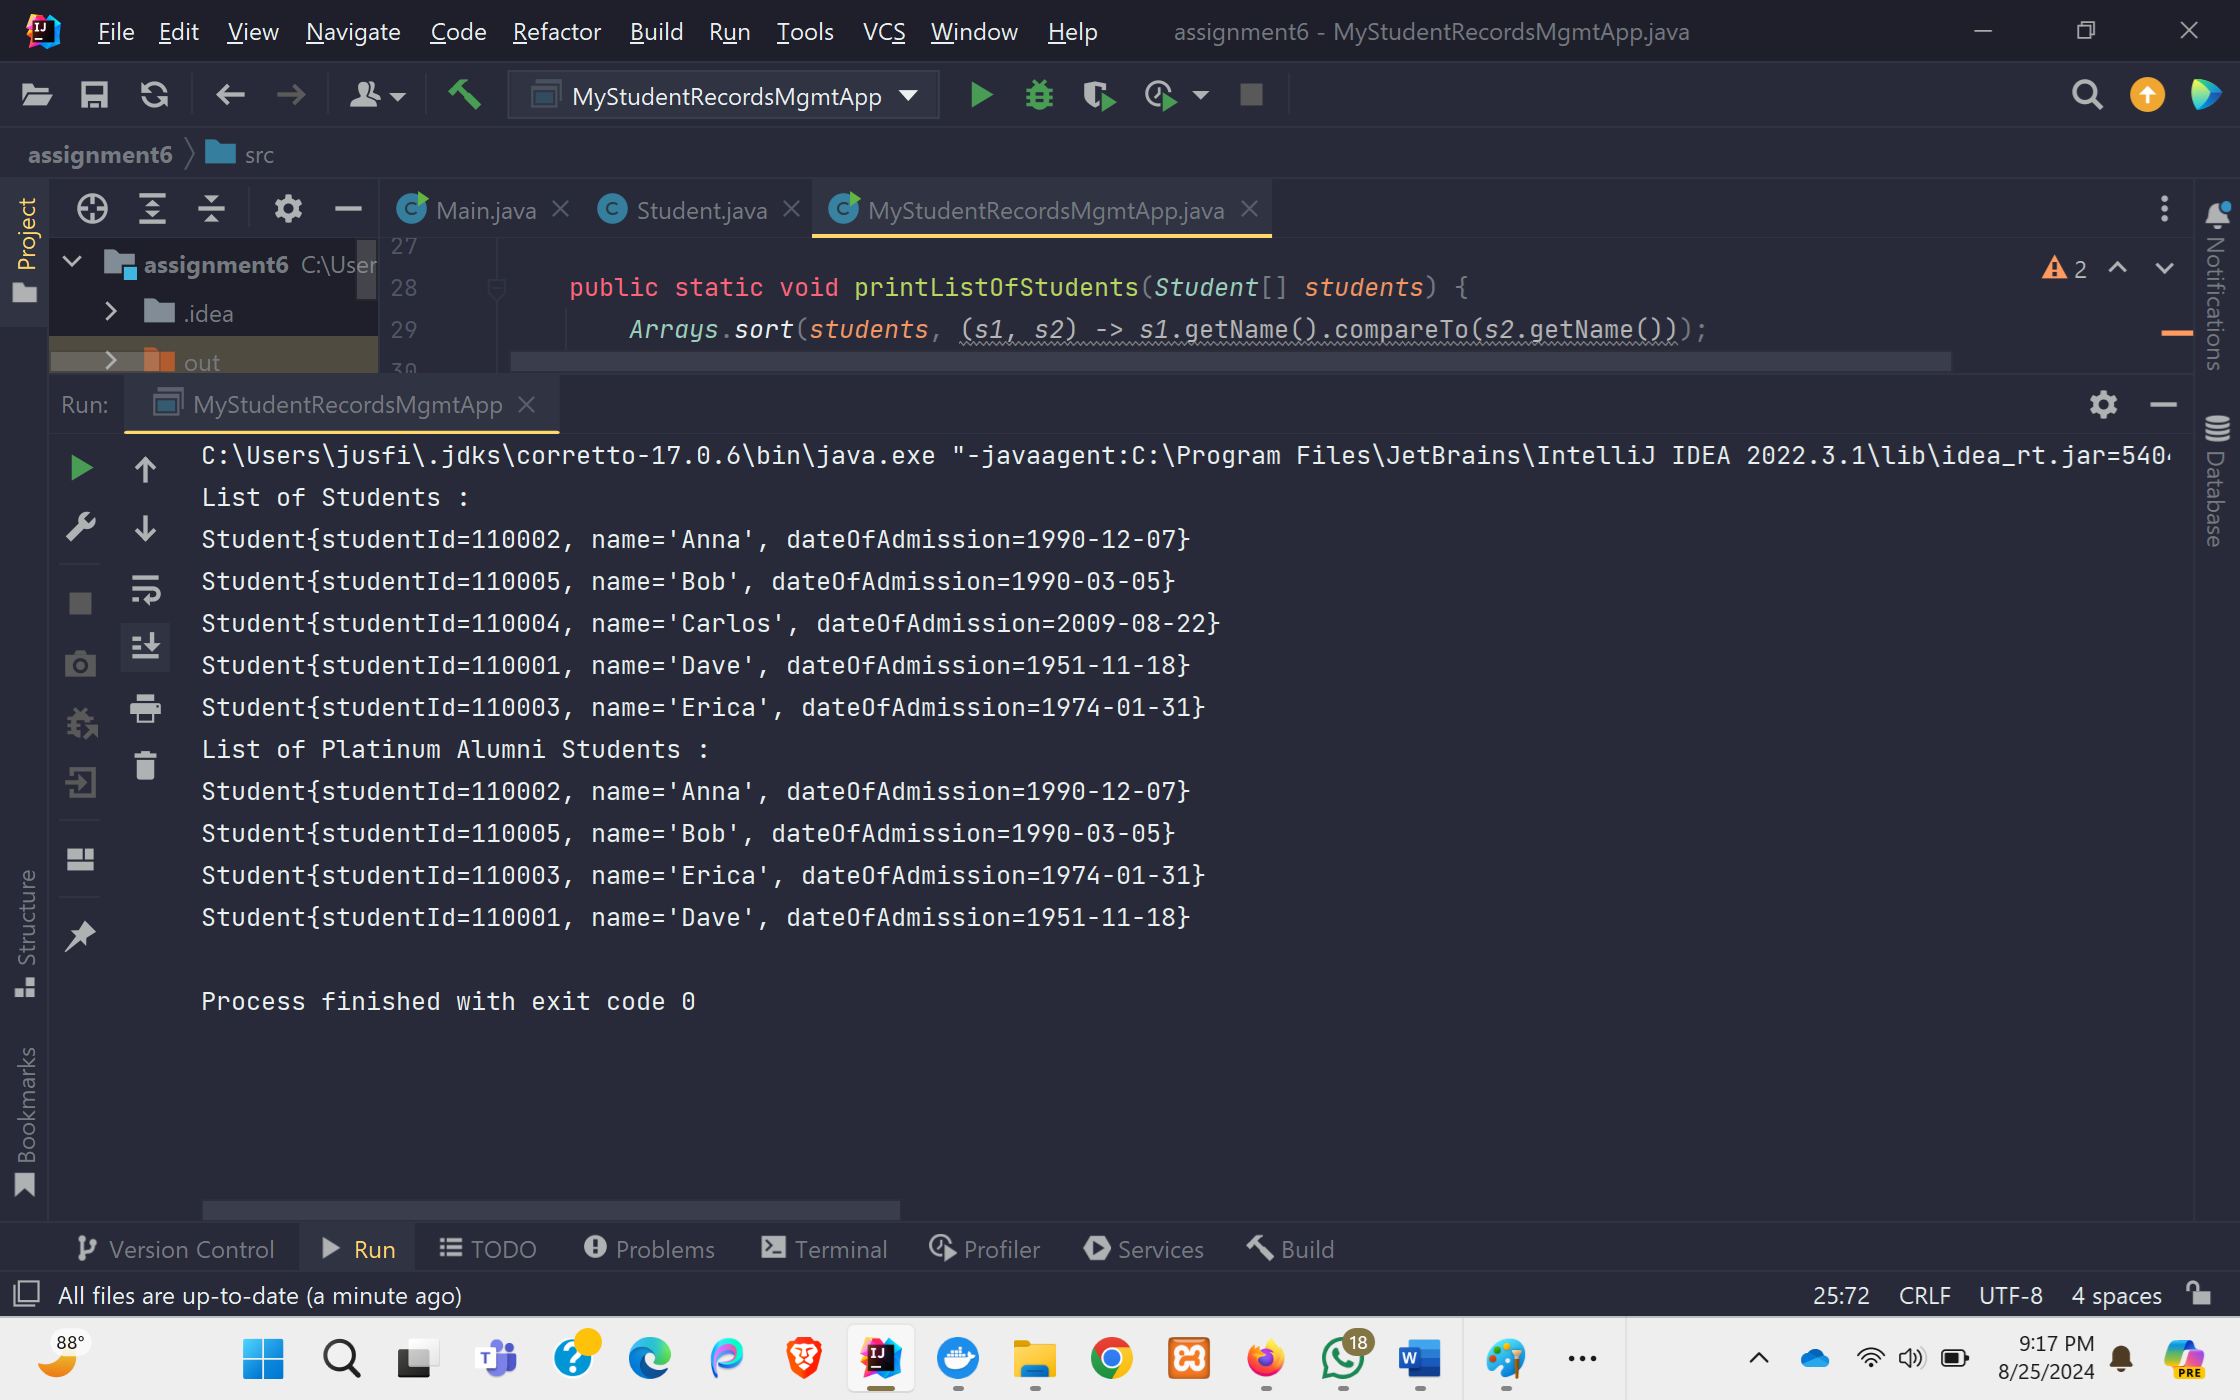 File Edit View Navigate Code Refactor Build Run Tools VCS Window Help assignment6 - MyStudentRecordsMgmtApp.java
MyStudentRecordsMgmtApp
assignment6 src
Project
Main.java Student.java MyStudentRecordsMgmtApp.java
assignment6 C:\User
.idea
out
27
28 public static void printListOfStudents(Student[] students) {
29 Arrays.sort(students, (s1, s2) -> s1.getName().compareTo(s2.getName()));
30
2
Notifications
Database
Run: MyStudentRecordsMgmtApp
C:\Users\jusfi\.jdks\corretto-17.0.6\bin\java.exe "-javaagent:C:\Program Files\JetBrains\IntelliJ IDEA 2022.3.1\lib\idea_rt.jar=540
List of Students :
Student{studentId=110002, name='Anna', dateOfAdmission=1990-12-07}
Student{studentId=110005, name='Bob', dateOfAdmission=1990-03-05}
Student{studentId=110004, name='Carlos', dateOfAdmission=2009-08-22}
Student{studentId=110001, name='Dave', dateOfAdmission=1951-11-18}
Student{studentId=110003, name='Erica', dateOfAdmission=1974-01-31}
List of Platinum Alumni Students :
Student{studentId=110002, name='Anna', dateOfAdmission=1990-12-07}
Student{studentId=110005, name='Bob', dateOfAdmission=1990-03-05}
Student{studentId=110003, name='Erica', dateOfAdmission=1974-01-31}
Student{studentId=110001, name='Dave', dateOfAdmission=1951-11-18}
Process finished with exit code 0
Structure
Bookmarks
Version Control Run TODO Problems Terminal Profiler Services Build
All files are up-to-date (a minute ago) 25:72 CRLF UTF-8 4 spaces
88°
18
9:17 PM
8/25/2024
PRE